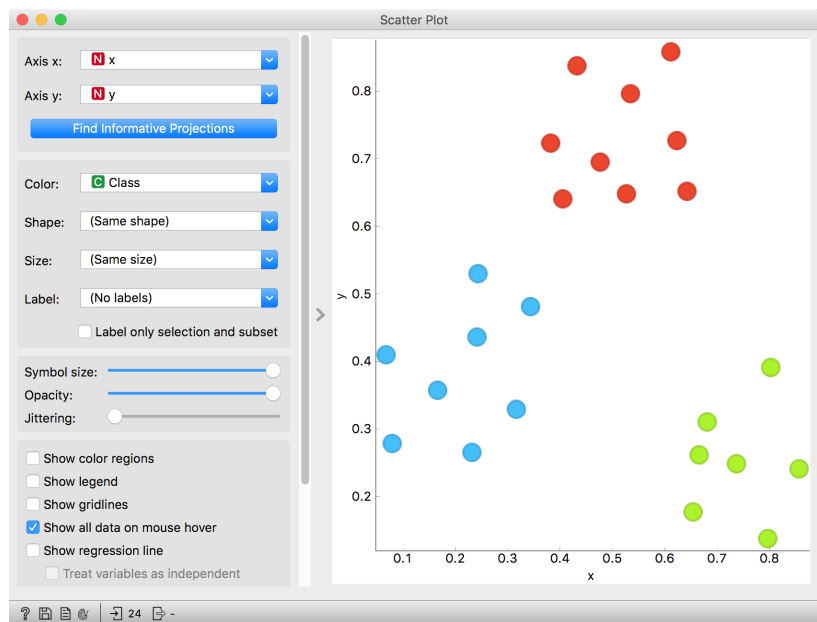 Scatter Plot
Axis x: N x
Axis y: N y
Find Informative Projections
Color: C Class
Shape: (Same shape)
Size: (Same size)
Label: (No labels)
Label only selection and subset
Symbol size:
Opacity:
Jittering:
Show color regions
Show legend
Show gridlines
Show all data on mouse hover
Show regression line
Treat variables as independent
y
0.8
0.7
0.6
0.5
0.4
0.3
0.2
0.1 0.2 0.3 0.4 0.5 0.6 0.7 0.8
x
? 24 -